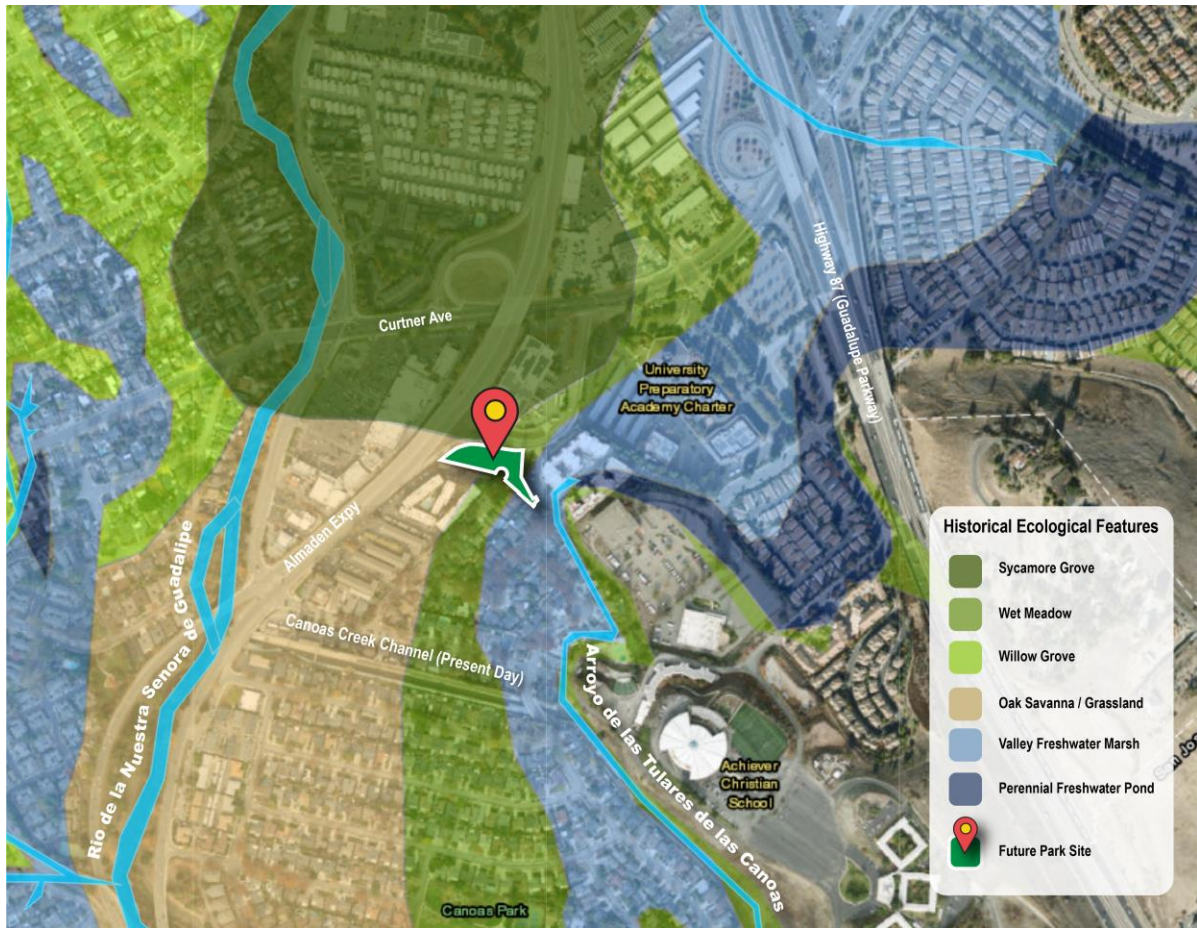 Curtner Ave
Highway 87 (Guadalupe Parkway)
University
Preparatory
Academy Charter
Almaden Expy
Rio de la Nuestra Senora de Guadalipe
Canoas Creek Channel (Present Day)
Arroyo de las Tulares de las Canoas
Achiever
Christian
School
Canoas Park
San Jos
Historical Ecological Features
Sycamore Grove
Wet Meadow
Willow Grove
Oak Savanna / Grassland
Valley Freshwater Marsh
Perennial Freshwater Pond
Future Park Site